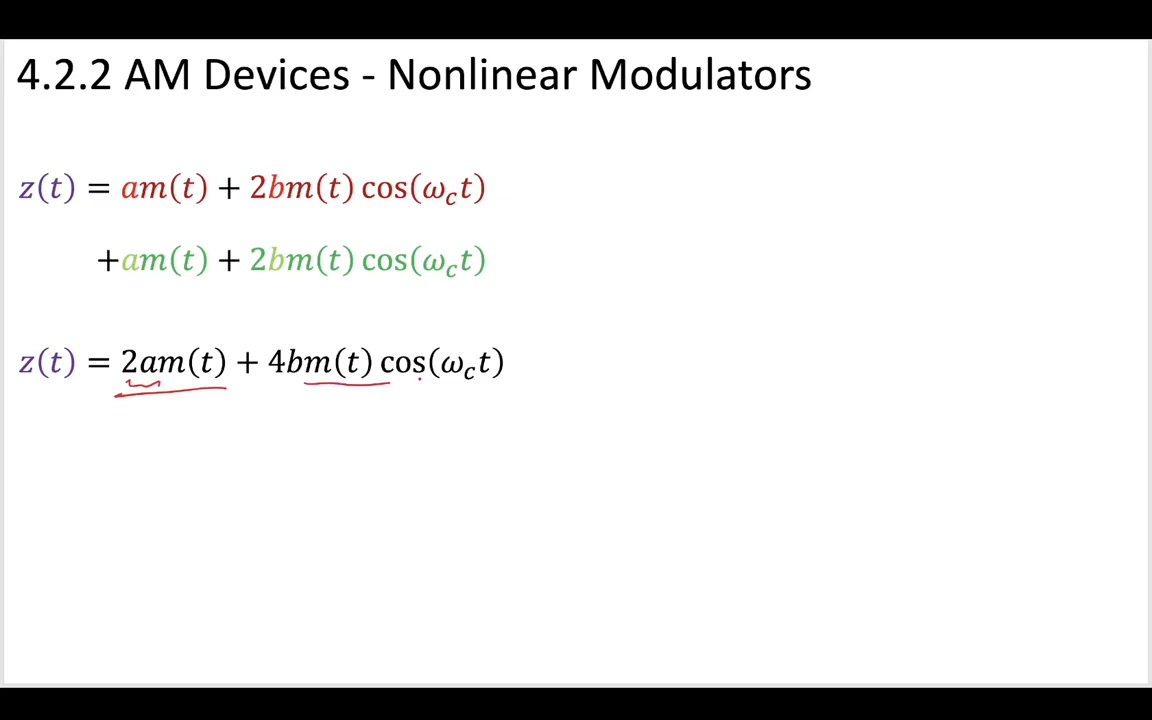 4.2.2 AM Devices - Nonlinear Modulators
z(t) = am(t) + 2bm(t) cos(ω_c t)
+am(t) + 2bm(t) cos(ω_c t)
z(t) = 2am(t) + 4bm(t) cos(ω_c t)